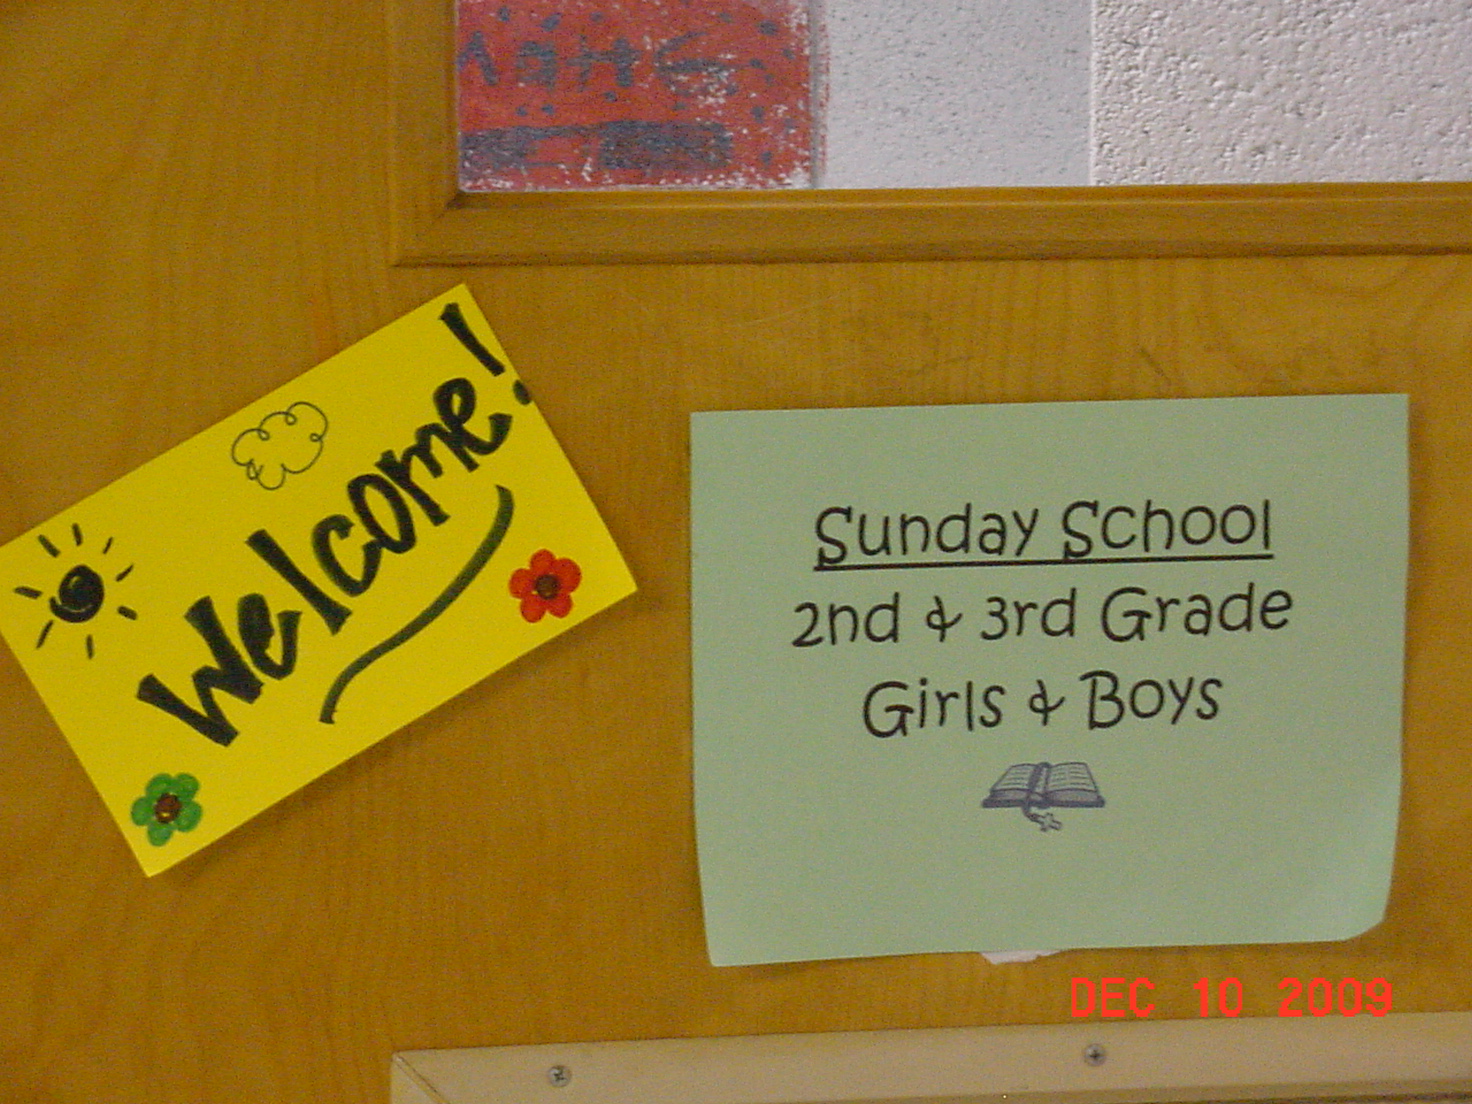 Welcome!
Sunday School
2nd & 3rd Grade
Girls & Boys
DEC 10 2009